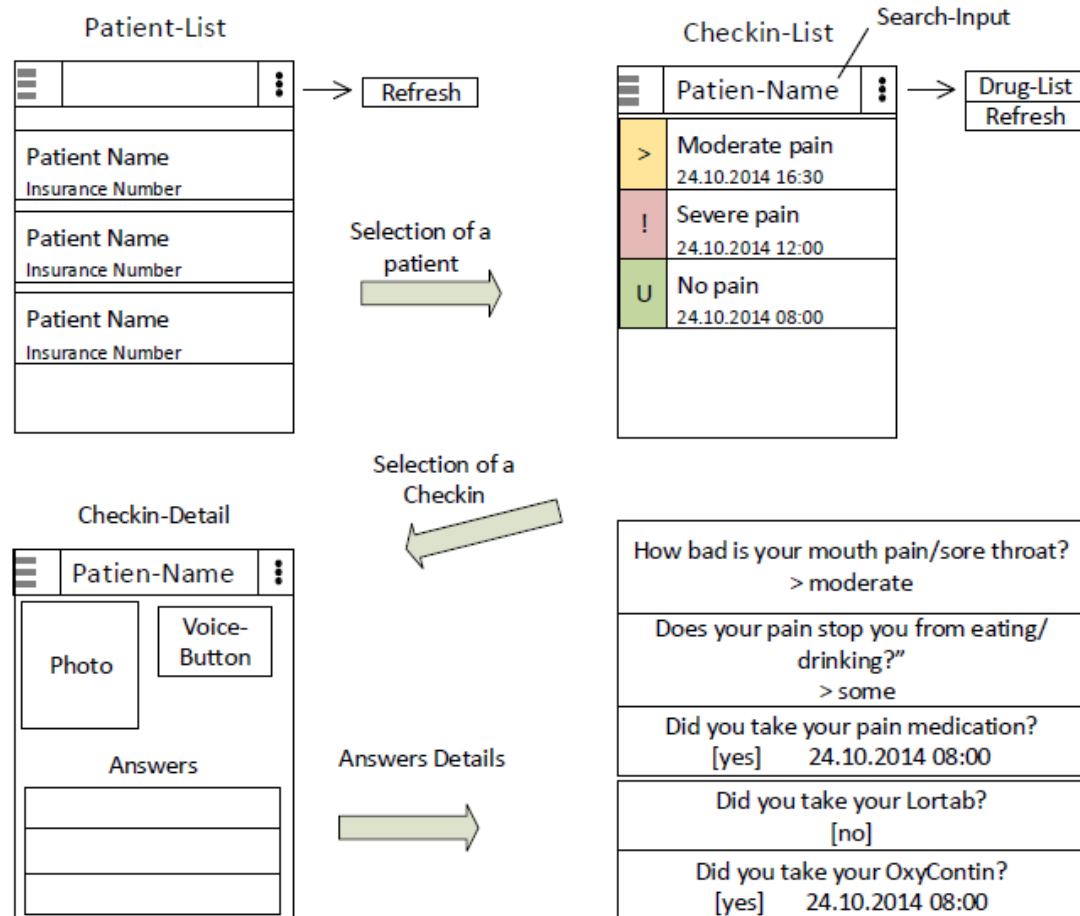 Patient-List
Refresh
Patient Name
Insurance Number
Patient Name
Insurance Number
Patient Name
Insurance Number
Selection of a
patient
Search-Input
Checkin-List
Patien-Name
Drug-List
Refresh
> Moderate pain
24.10.2014 16:30
! Severe pain
24.10.2014 12:00
U No pain
24.10.2014 08:00
Selection of a
Checkin
Checkin-Detail
Patien-Name
Photo
Voice-
Button
Answers
Answers Details
How bad is your mouth pain/sore throat?
> moderate
Does your pain stop you from eating/
drinking?”
> some
Did you take your pain medication?
[yes] 24.10.2014 08:00
Did you take your Lortab?
[no]
Did you take your OxyContin?
[yes] 24.10.2014 08:00